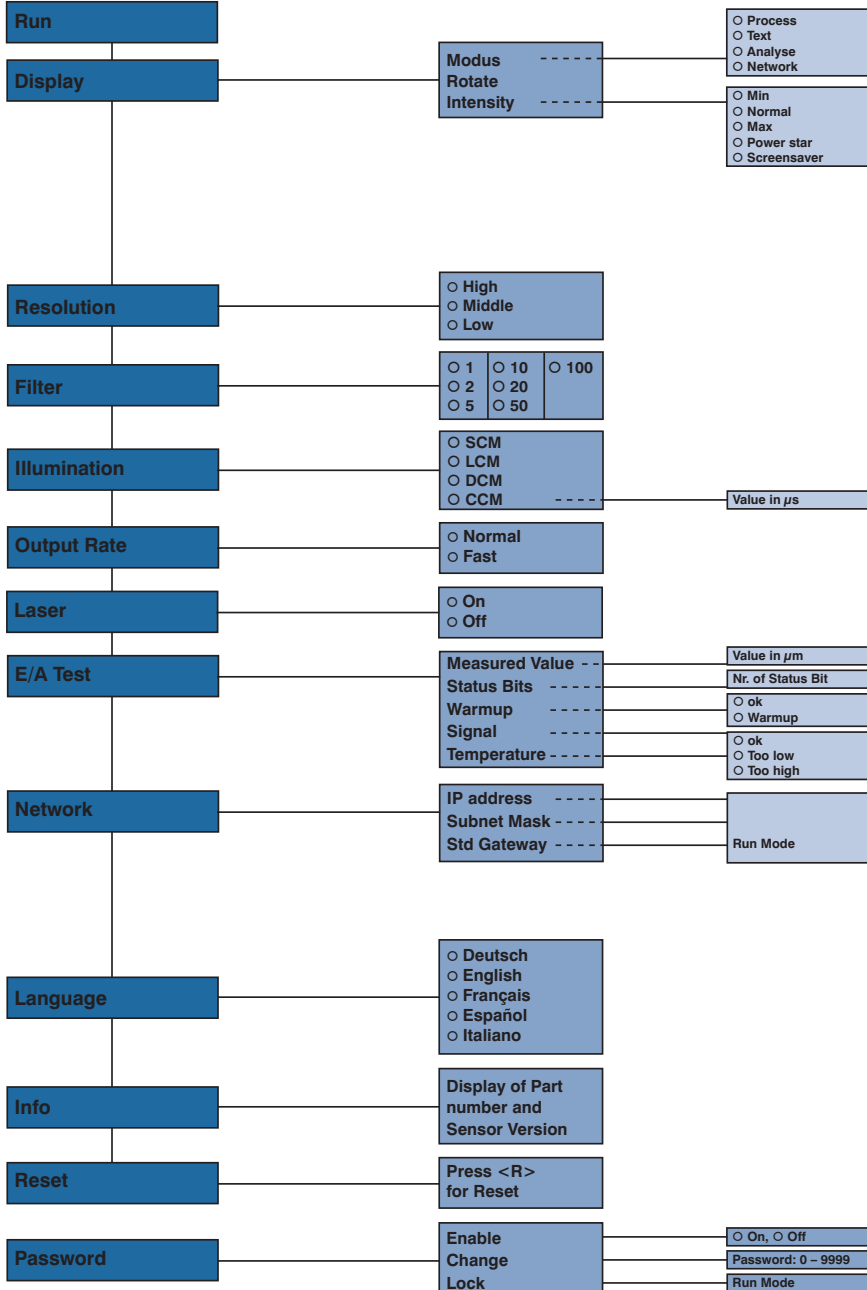 Run
Display
Modus
Rotate
Intensity
○ Process
○ Text
○ Analyse
○ Network
○ Min
○ Normal
○ Max
○ Power star
○ Screensaver
Resolution
○ High
○ Middle
○ Low
Filter
○ 1 ○ 10 ○ 100
○ 2 ○ 20
○ 5 ○ 50
Illumination
○ SCM
○ LCM
○ DCM
○ CCM
Value in µs
Output Rate
○ Normal
○ Fast
Laser
○ On
○ Off
E/A Test
Measured Value
Status Bits
Warmup
Signal
Temperature
Value in µm
Nr. of Status Bit
○ ok
○ Warmup
○ ok
○ Too low
○ Too high
Network
IP address
Subnet Mask
Std Gateway
Run Mode
Language
○ Deutsch
○ English
○ Français
○ Español
○ Italiano
Info
Display of Part
number and
Sensor Version
Reset
Press <R>
for Reset
Password
Enable
Change
Lock
○ On, ○ Off
Password: 0 – 9999
Run Mode